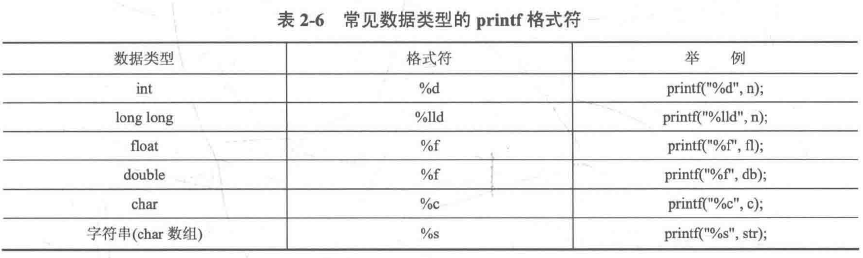 表 2-6 常见数据类型的 printf 格式符
数据类型 格式符 举 例
int %d printf("%d", n);
long long %lld printf("%lld", n);
float %f printf("%f", fl);
double %f printf("%f", db);
char %c printf("%c", c);
字符串(char 数组) %s printf("%s", str);